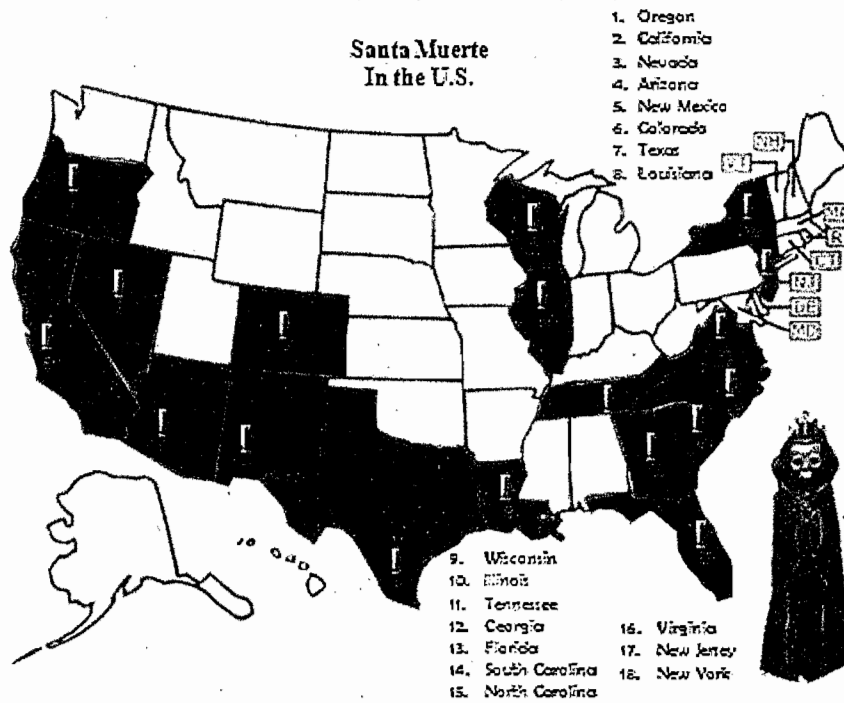 Santa Muerte
In the U.S.
1. Oregon
2. California
3. Nevada
4. Arizona
5. New Mexico
6. Colorado
7. Texas
8. Louisiana
NH
VT
MA
RI
CT
NJ
DE
MD
9. Wisconsin
10. Illinois
11. Tennessee
12. Georgia
13. Florida
14. South Carolina
15. North Carolina
16. Virginia
17. New Jersey
18. New York